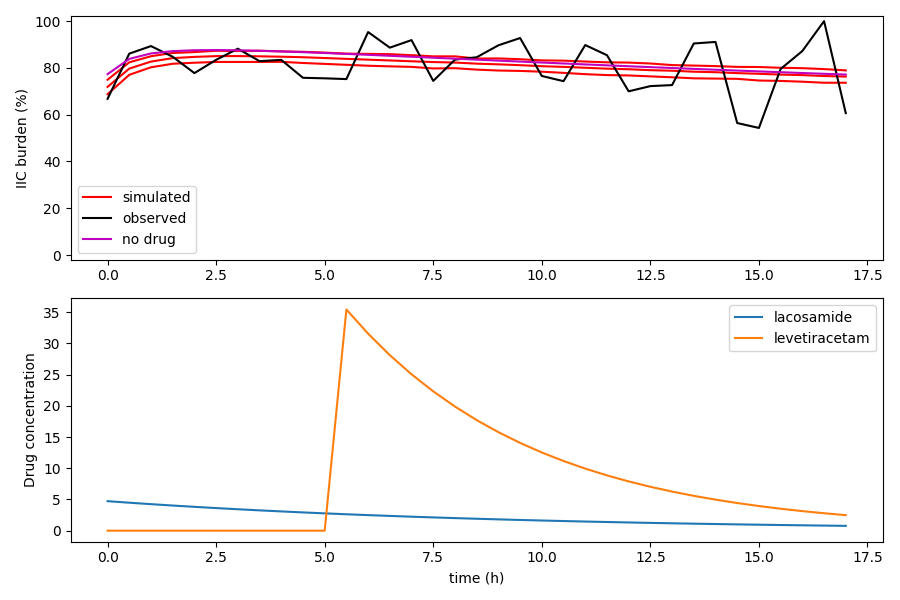 100
80
60
40
20
0
IIC burden (%)
simulated
observed
no drug
0.0 2.5 5.0 7.5 10.0 12.5 15.0 17.5
35
30
25
20
15
10
5
0
Drug concentration
lacosamide
levetiracetam
0.0 2.5 5.0 7.5 10.0 12.5 15.0 17.5
time (h)